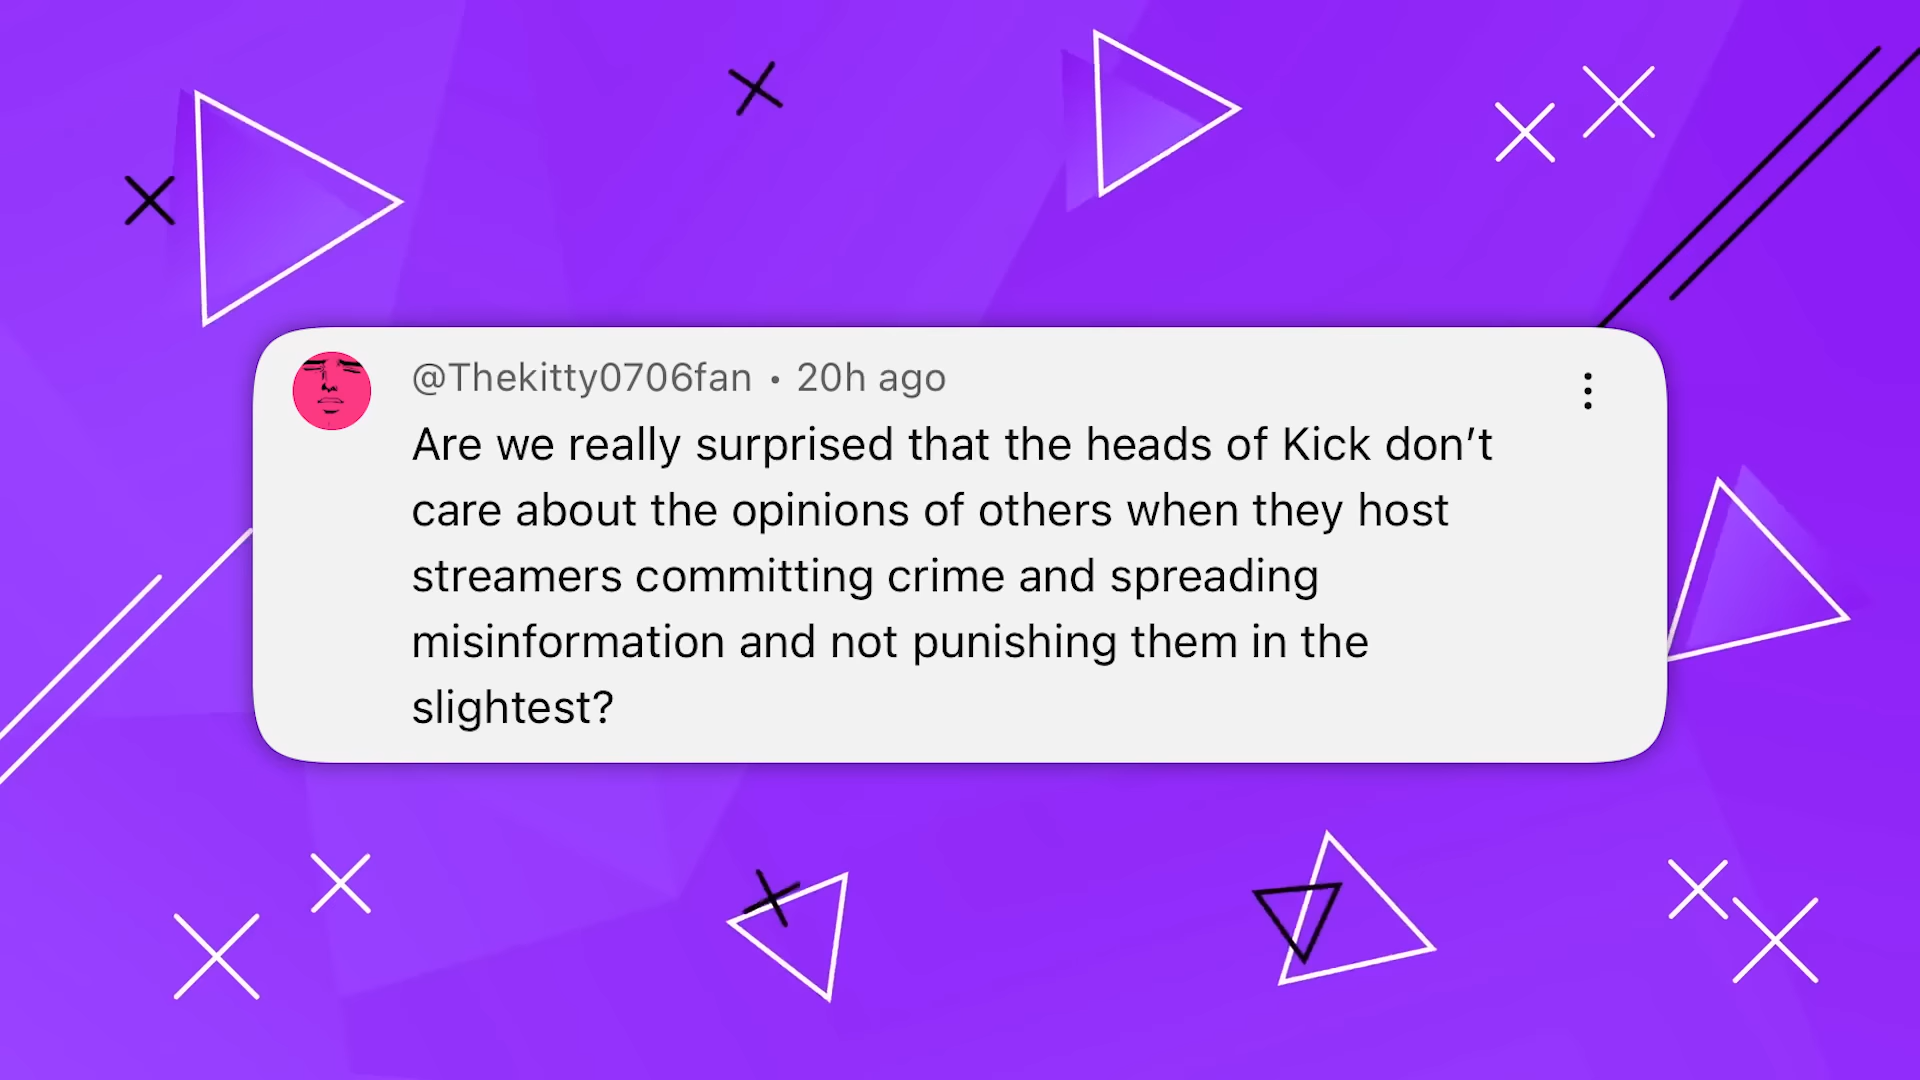 @Thekitty0706fan • 20h ago
Are we really surprised that the heads of Kick don’t
care about the opinions of others when they host
streamers committing crime and spreading
misinformation and not punishing them in the
slightest?